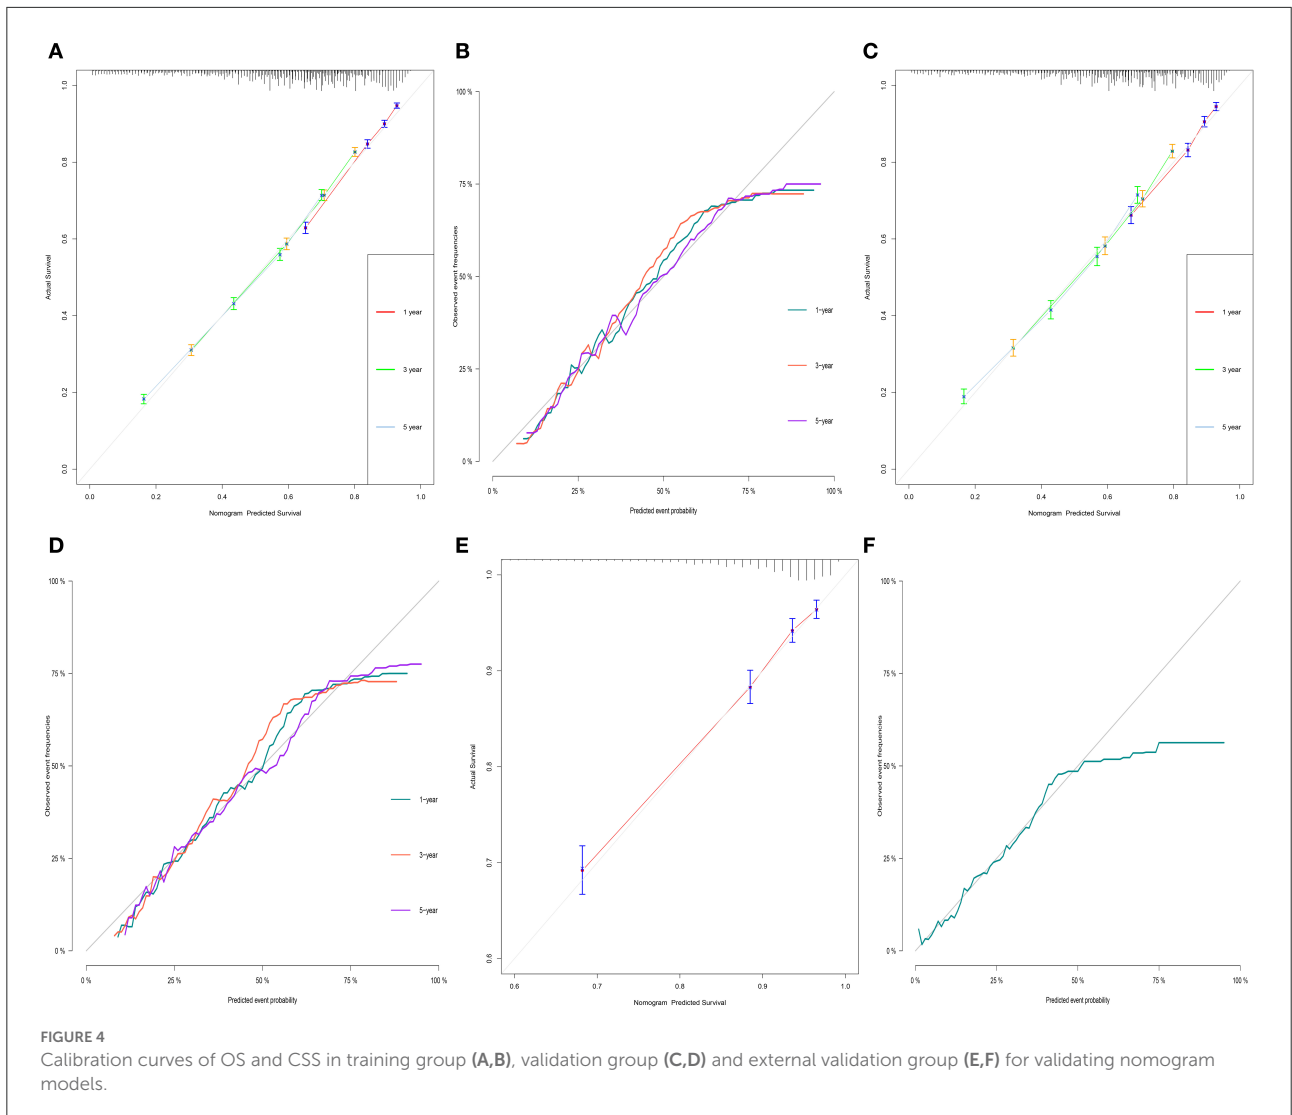 A
B
C
1.0
0.8
0.6
0.4
0.2
0.0
Actual Survival
0.0 0.2 0.4 0.6 0.8 1.0
Nomogram Predicted Survival
1 year
3 year
5 year
100 %
75%
50%
25%
0 %
Observed event frequencies
0 % 25 % 50 % 75 % 100 %
Predicted event probability
1-year
3-year
5-year
1.0
0.8
0.6
0.4
0.2
0.0
Actual Survival
0.0 0.2 0.4 0.6 0.8 1.0
Nomogram Predicted Survival
1 year
3 year
5 year
D
E
F
100 %
75%
50%
25%
0 %
Observed event frequencies
0 % 25 % 50 % 75 % 100 %
Predicted event probability
1-year
3-year
5-year
1.0
0.9
0.8
0.7
0.6
Actual Survival
0.6 0.7 0.8 0.9 1.0
Nomogram Predicted Survival
100 %
75%
50%
25%
0 %
Observed event frequencies
0 % 25 % 50 % 75 % 100 %
Predicted event probability
FIGURE 4
Calibration curves of OS and CSS in training group (A,B), validation group (C,D) and external validation group (E,F) for validating nomogram
models.